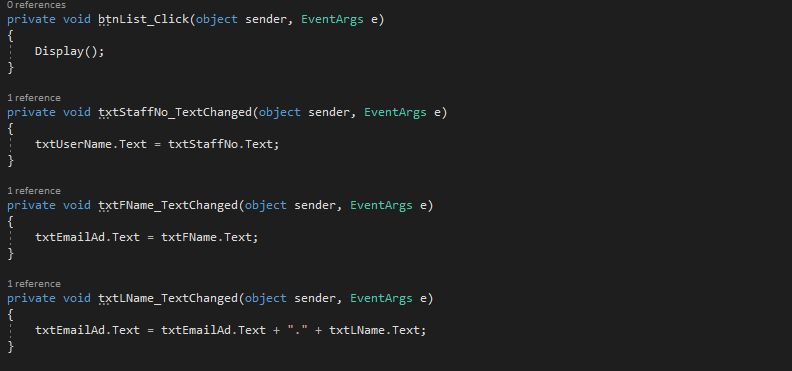 0 references
private void btnList_Click(object sender, EventArgs e)
{
Display();
}
1 reference
private void txtStaffNo_TextChanged(object sender, EventArgs e)
{
txtUserName.Text = txtStaffNo.Text;
}
1 reference
private void txtFName_TextChanged(object sender, EventArgs e)
{
txtEmailAd.Text = txtFName.Text;
}
1 reference
private void txtLName_TextChanged(object sender, EventArgs e)
{
txtEmailAd.Text = txtEmailAd.Text + "." + txtLName.Text;
}